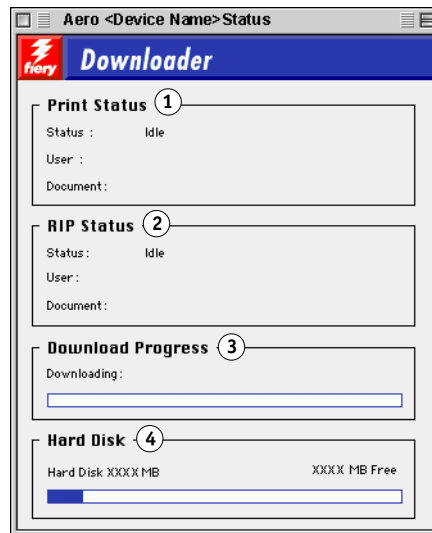 Aero <Device Name>Status
fiery
Downloader
Print Status 1
Status : Idle
User :
Document:
RIP Status 2
Status: Idle
User:
Document:
Download Progress 3
Downloading:
Hard Disk 4
Hard Disk XXXX MB XXXX MB Free